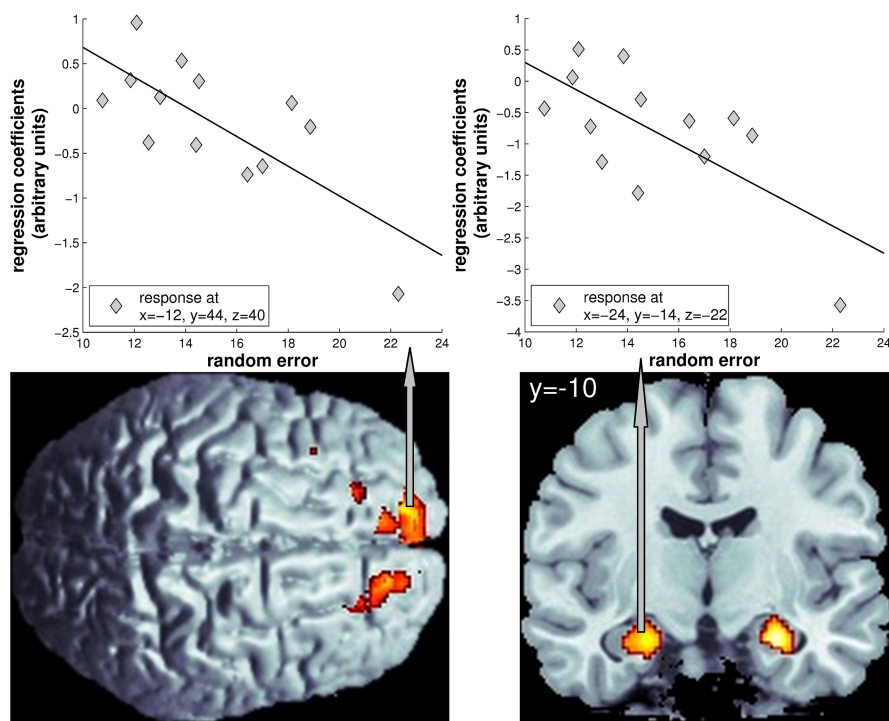 1
0.5
0
−0.5
−1
−1.5
−2
−2.5
regression coefficients
(arbitrary units)
response at
x=−12, y=44, z=40
10 12 14 16 18 20 22 24
random error
1
0.5
0
−0.5
−1
−1.5
−2
−2.5
−3
−3.5
−4
regression coefficients
(arbitrary units)
response at
x=−24, y=−14, z=−22
10 12 14 16 18 20 22 24
random error
y=-10